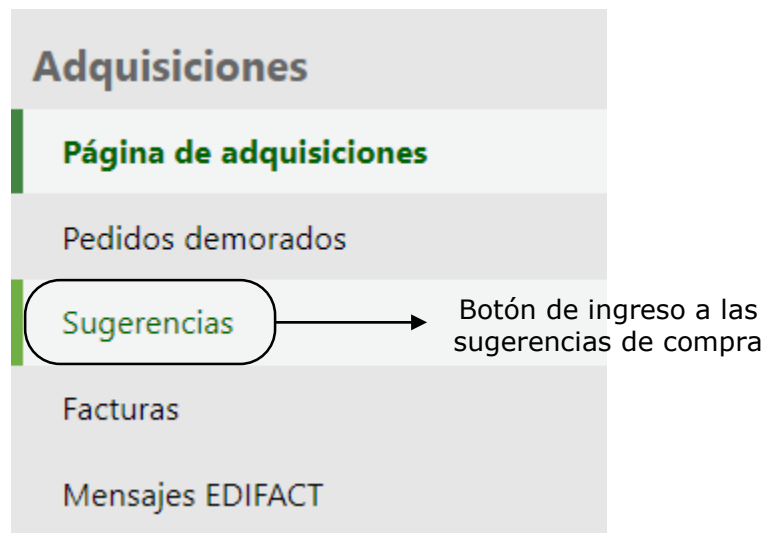 Adquisiciones
Página de adquisiciones
Pedidos demorados
Sugerencias
Botón de ingreso a las
sugerencias de compra
Facturas
Mensajes EDIFACT